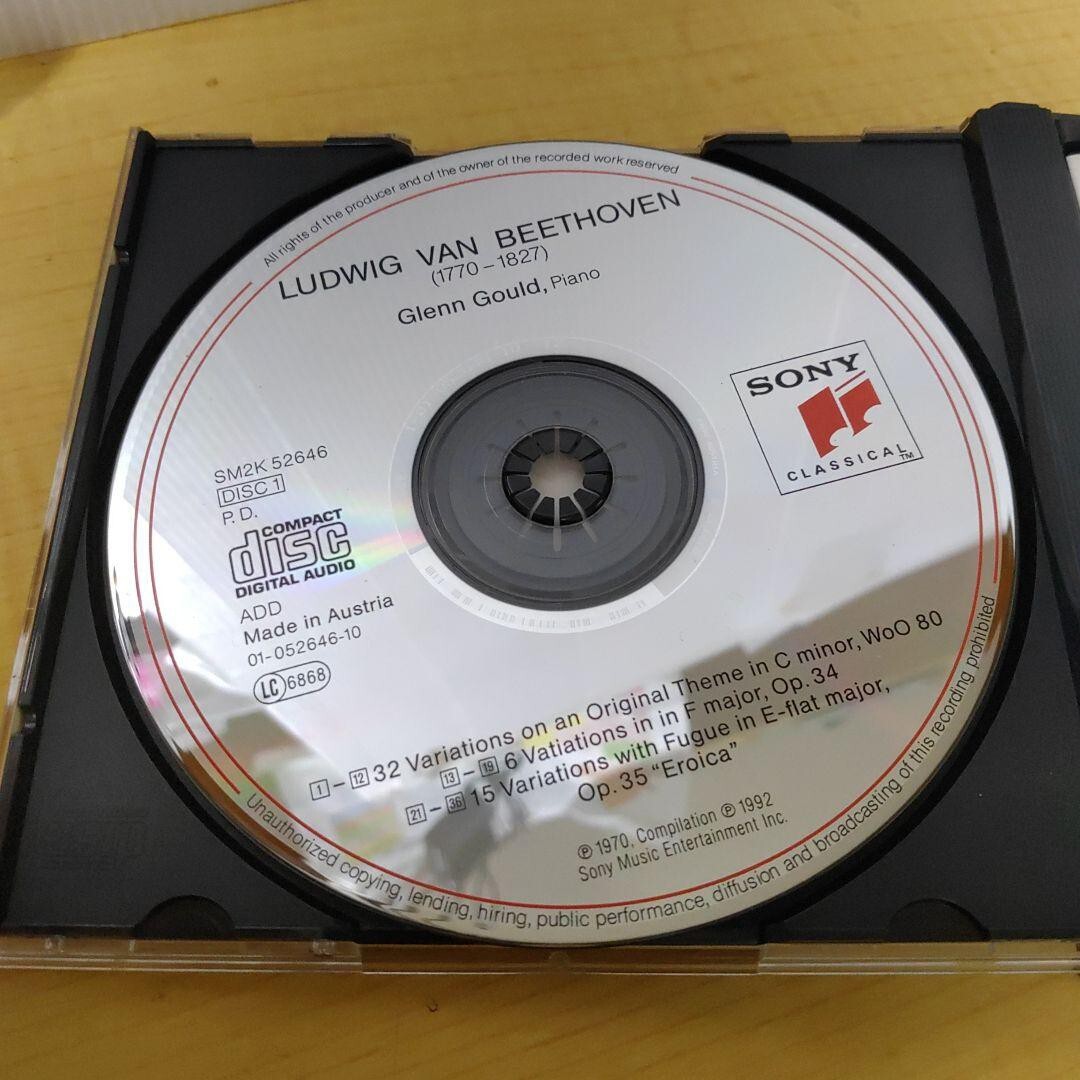 All rights of the producer and of the owner of the recorded work reserved
LUDWIG VAN BEETHOVEN
(1770–1827)
Glenn Gould, Piano
SONY
CLASSICAL™
SM2K 52646
DISC 1
P.D.
COMPACT
disc
DIGITAL AUDIO
ADD
Made in Austria
01-052646-10
LC 6868
1–12 32 Variations on an Original Theme in C minor, WoO 80
13–19 6 Vatiations in in F major, Op. 34
21–36 15 Variations with Fugue in E-flat major,
Op. 35 “Eroica”
℗ 1970, Compilation ℗ 1992
Sony Music Entertainment Inc.
Unauthorized copying, lending, hiring, public performance, diffusion and broadcasting of this recording prohibited